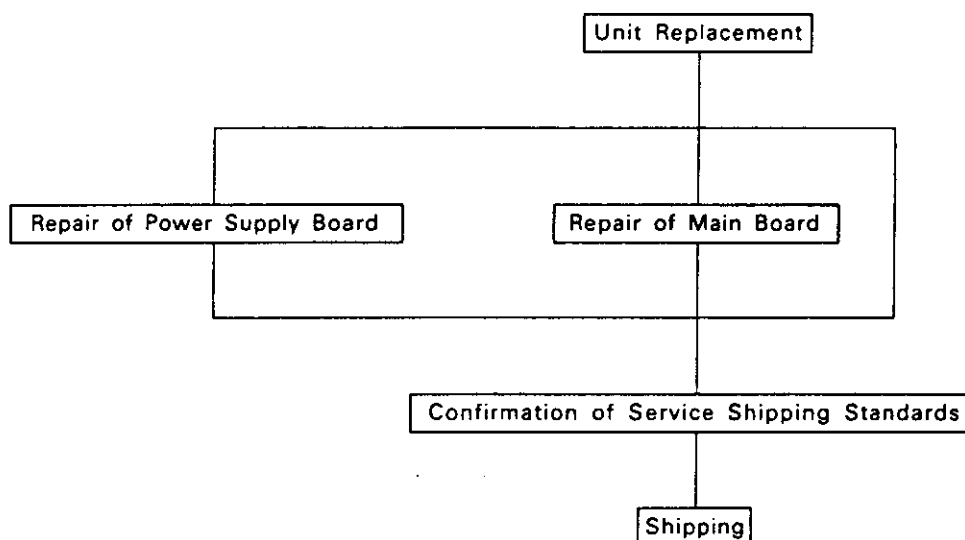 Unit Replacement
Repair of Power Supply Board
Repair of Main Board
Confirmation of Service Shipping Standards
Shipping